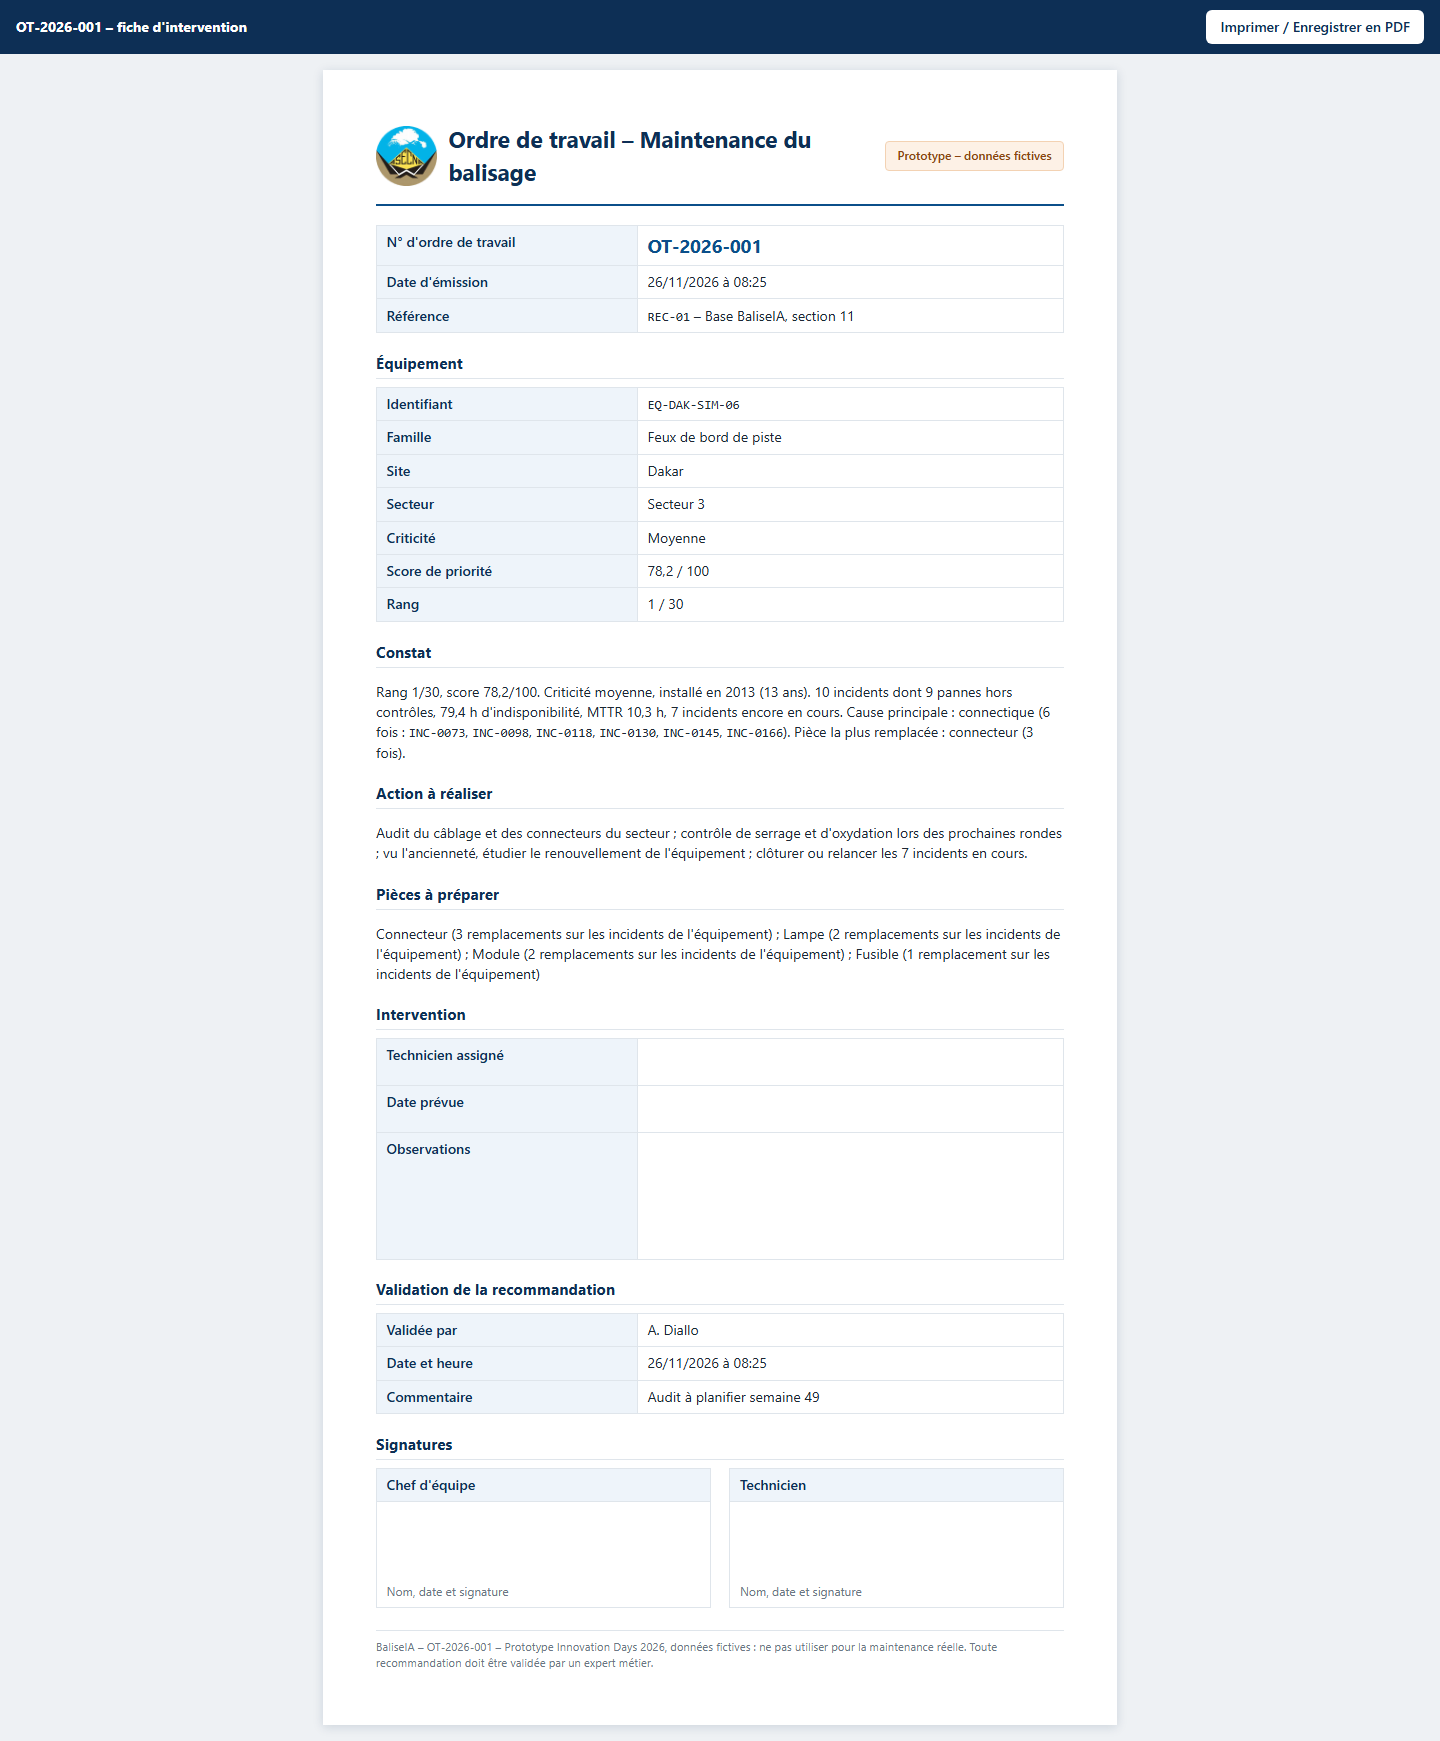 OT-2026-001 – fiche d'intervention
Imprimer / Enregistrer en PDF
Ordre de travail – Maintenance du
balisage
Prototype – données fictives
N° d'ordre de travail
OT-2026-001
Date d'émission
26/11/2026 à 08:25
Référence
REC-01 – Base BaliseIA, section 11
Équipement
Identifiant
EQ-DAK-SIM-06
Famille
Feux de bord de piste
Site
Dakar
Secteur
Secteur 3
Criticité
Moyenne
Score de priorité
78,2 / 100
Rang
1 / 30
Constat
Rang 1/30, score 78,2/100. Criticité moyenne, installé en 2013 (13 ans). 10 incidents dont 9 pannes hors
contrôles, 79,4 h d'indisponibilité, MTTR 10,3 h, 7 incidents encore en cours. Cause principale : connectique (6
fois : INC-0073, INC-0098, INC-0118, INC-0130, INC-0145, INC-0166). Pièce la plus remplacée : connecteur (3
fois).
Action à réaliser
Audit du câblage et des connecteurs du secteur ; contrôle de serrage et d'oxydation lors des prochaines rondes
; vu l'ancienneté, étudier le renouvellement de l'équipement ; clôturer ou relancer les 7 incidents en cours.
Pièces à préparer
Connecteur (3 remplacements sur les incidents de l'équipement) ; Lampe (2 remplacements sur les incidents de
l'équipement) ; Module (2 remplacements sur les incidents de l'équipement) ; Fusible (1 remplacement sur les
incidents de l'équipement)
Intervention
Technicien assigné
Date prévue
Observations
Validation de la recommandation
Validée par
A. Diallo
Date et heure
26/11/2026 à 08:25
Commentaire
Audit à planifier semaine 49
Signatures
Chef d'équipe
Technicien
Nom, date et signature
Nom, date et signature
BaliseIA – OT-2026-001 – Prototype Innovation Days 2026, données fictives : ne pas utiliser pour la maintenance réelle. Toute
recommandation doit être validée par un expert métier.